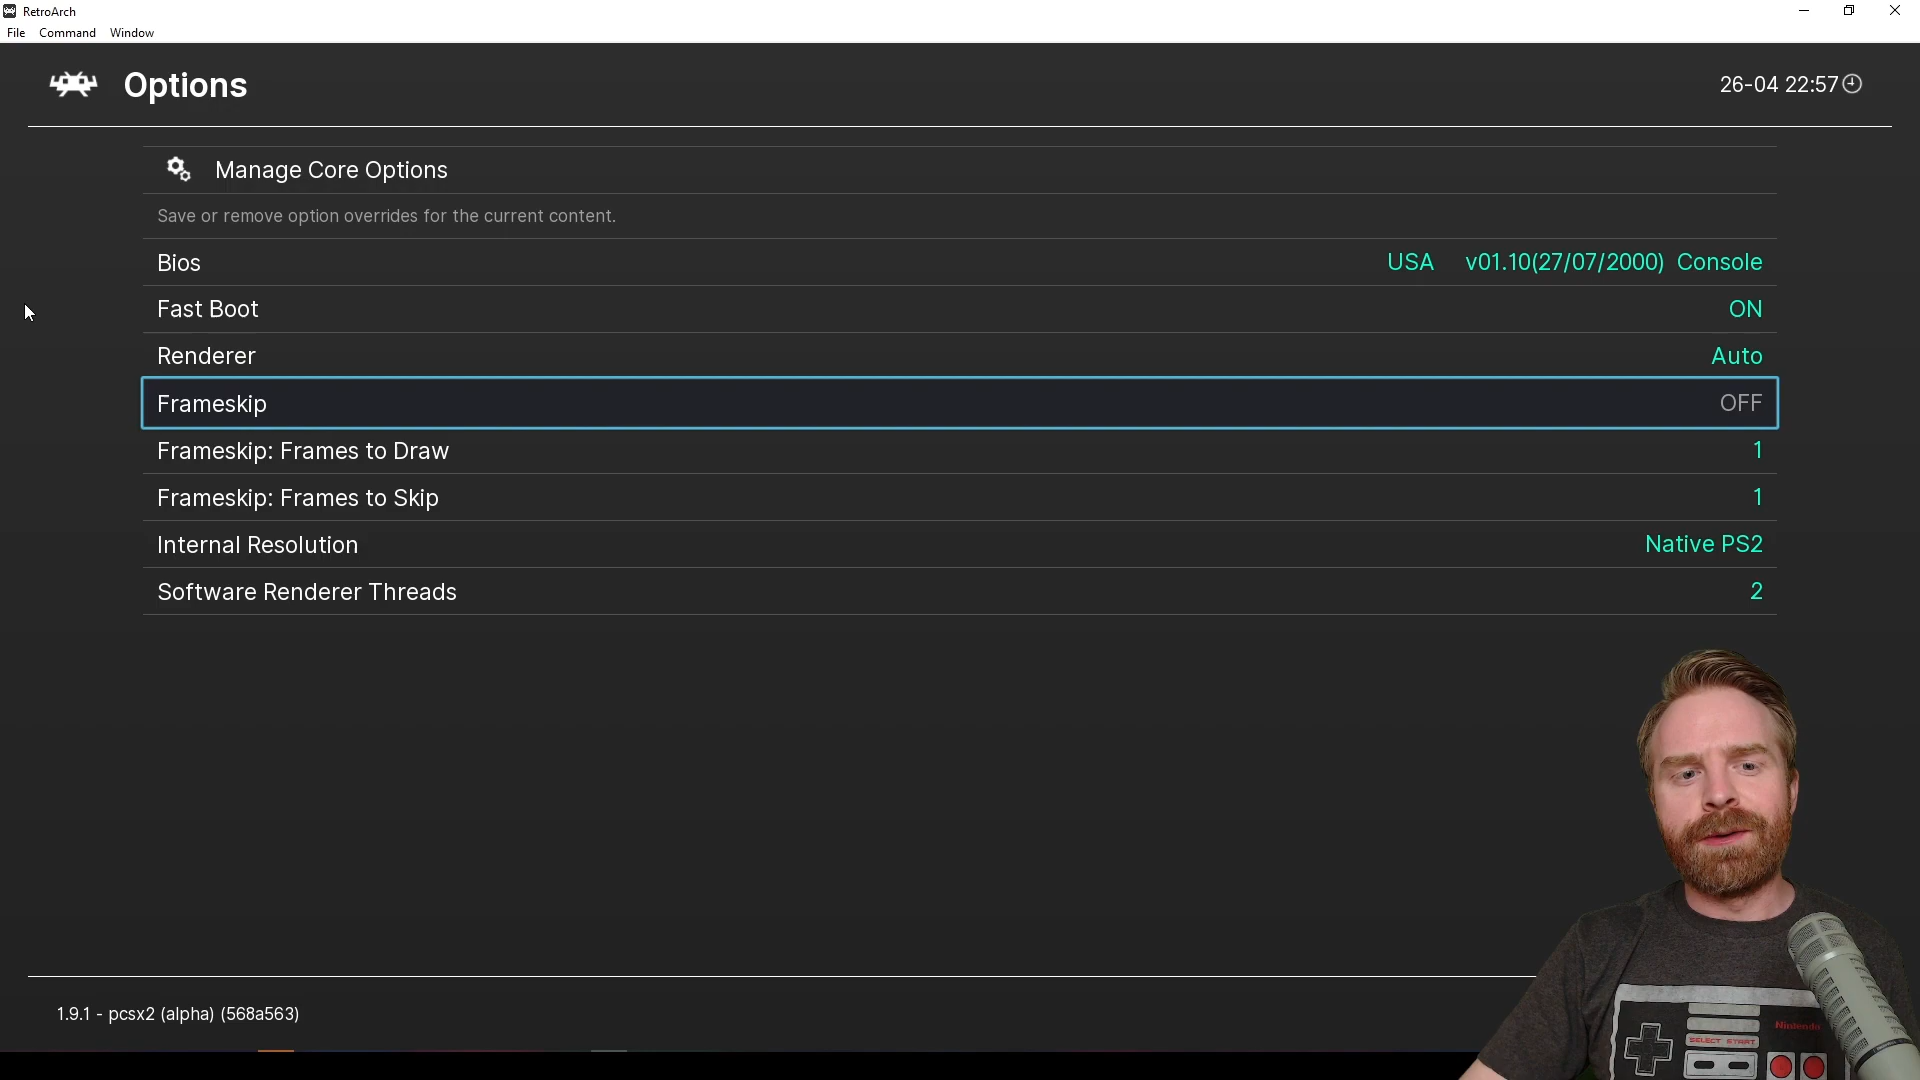 RetroArch
File Command Window
Options
26-04 22:57
Manage Core Options
Save or remove option overrides for the current content.
Bios USA v01.10(27/07/2000) Console
Fast Boot ON
Renderer Auto
Frameskip OFF
Frameskip: Frames to Draw 1
Frameskip: Frames to Skip 1
Internal Resolution Native PS2
Software Renderer Threads 2
1.9.1 - pcsx2 (alpha) (568a563)
Nintendo
SELECT START